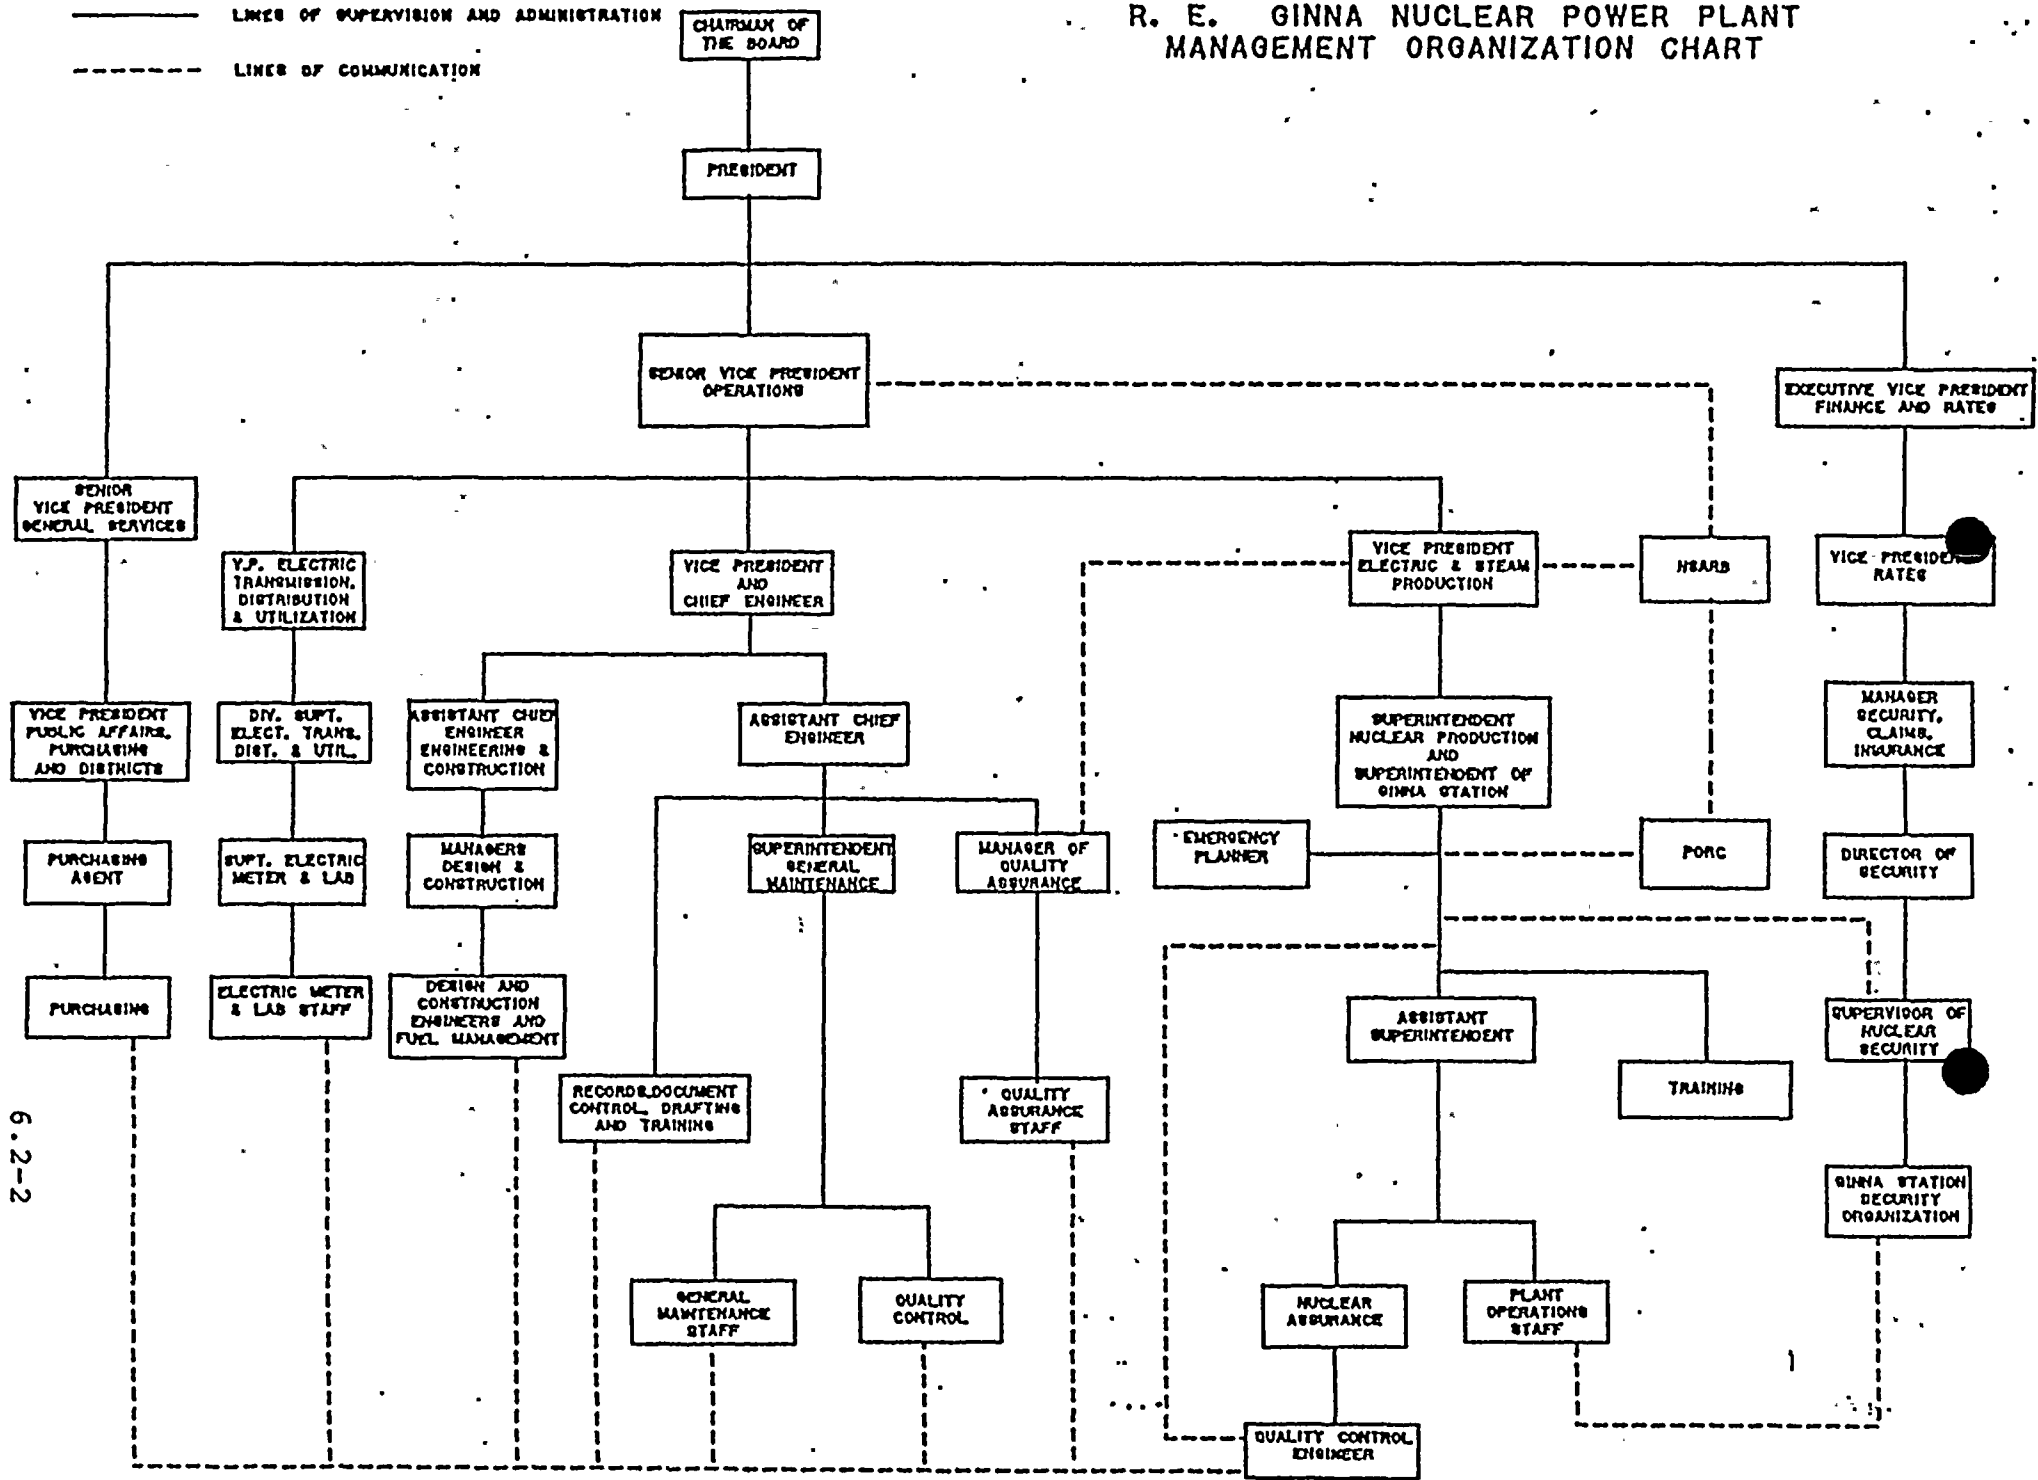 LINES OF SUPERVISION AND ADMINISTRATION
LINES OF COMMUNICATION
R. E. GINNA NUCLEAR POWER PLANT
MANAGEMENT ORGANIZATION CHART
CHAIRMAN OF
THE BOARD
PRESIDENT
SENIOR VICE PRESIDENT
OPERATIONS
EXECUTIVE VICE PRESIDENT
FINANCE AND RATES
SENIOR
VICE PRESIDENT
GENERAL SERVICES
V.P. ELECTRIC
TRANSMISSION,
DISTRIBUTION
& UTILIZATION
VICE PRESIDENT
AND
CHIEF ENGINEER
VICE PRESIDENT
ELECTRIC & STEAM
PRODUCTION
NSARB
VICE PRESIDENT
RATES
VICE PRESIDENT
PUBLIC AFFAIRS,
PURCHASING
AND DISTRICTS
DIV. SUPT.
ELECT. TRANS.
DIST. & UTIL.
ASSISTANT CHIEF
ENGINEER
ENGINEERING &
CONSTRUCTION
ASSISTANT CHIEF
ENGINEER
SUPERINTENDENT
NUCLEAR PRODUCTION
AND
SUPERINTENDENT OF
GINNA STATION
MANAGER
SECURITY,
CLAIMS,
INSURANCE
PURCHASING
AGENT
SUPT. ELECTRIC
METER & LAB
MANAGERS
DESIGN &
CONSTRUCTION
SUPERINTENDENT
GENERAL
MAINTENANCE
MANAGER OF
QUALITY
ASSURANCE
EMERGENCY
PLANNER
PORC
DIRECTOR OF
SECURITY
PURCHASING
ELECTRIC METER
& LAB STAFF
DESIGN AND
CONSTRUCTION
ENGINEERS AND
FUEL MANAGEMENT
RECORDS, DOCUMENT
CONTROL, DRAFTING
AND TRAINING
QUALITY
ASSURANCE
STAFF
ASSISTANT
SUPERINTENDENT
TRAINING
SUPERVISOR OF
NUCLEAR
SECURITY
GINNA STATION
SECURITY
ORGANIZATION
GENERAL
MAINTENANCE
STAFF
QUALITY
CONTROL
NUCLEAR
ASSURANCE
PLANT
OPERATIONS
STAFF
QUALITY CONTROL
ENGINEER
6.2-2